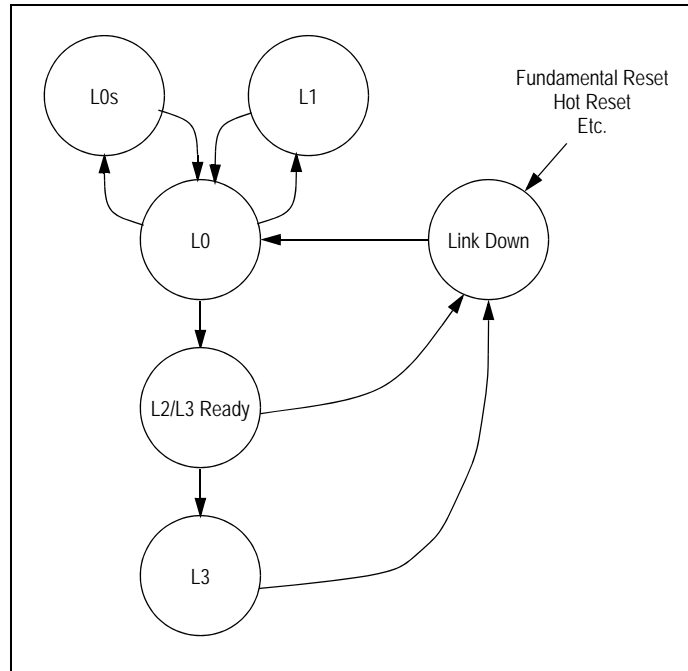 L0s
L1
Fundamental Reset
Hot Reset
Etc.
L0
Link Down
L2/L3 Ready
L3